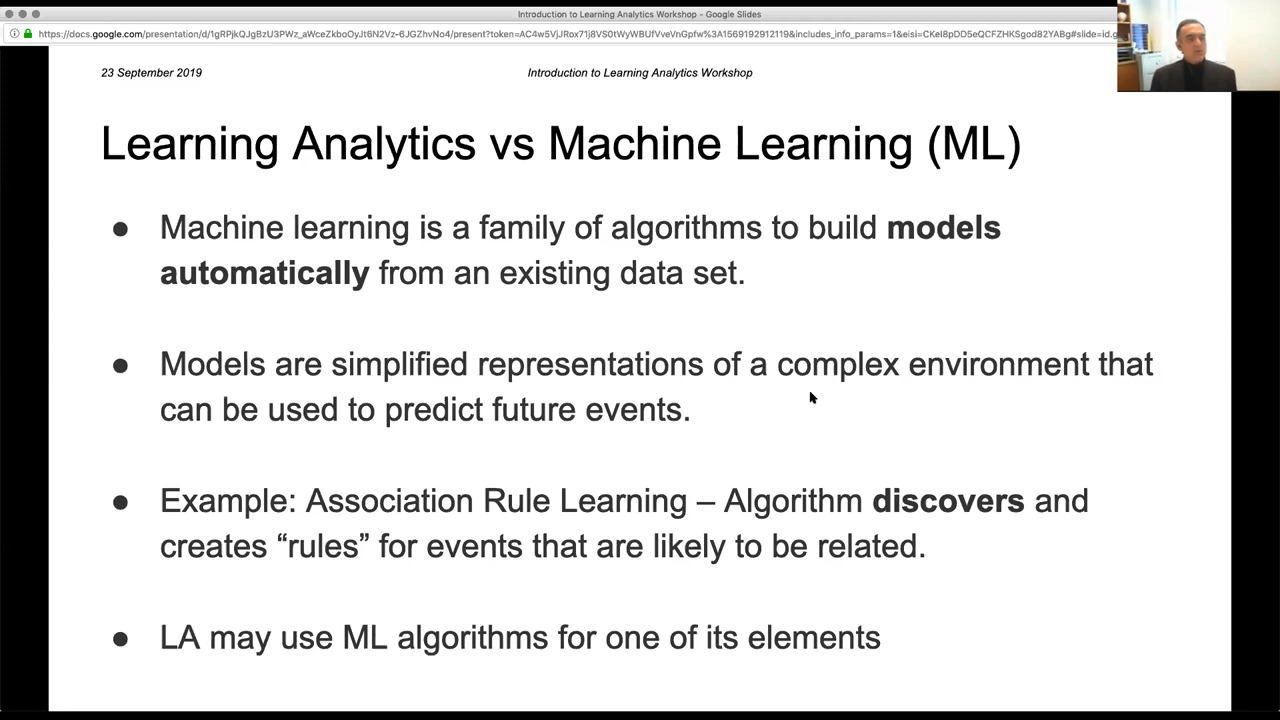 Introduction to Learning Analytics Workshop - Google Slides
23 September 2019
Introduction to Learning Analytics Workshop
Learning Analytics vs Machine Learning (ML)
● Machine learning is a family of algorithms to build models
automatically from an existing data set.
● Models are simplified representations of a complex environment that
can be used to predict future events.
● Example: Association Rule Learning – Algorithm discovers and
creates “rules” for events that are likely to be related.
● LA may use ML algorithms for one of its elements